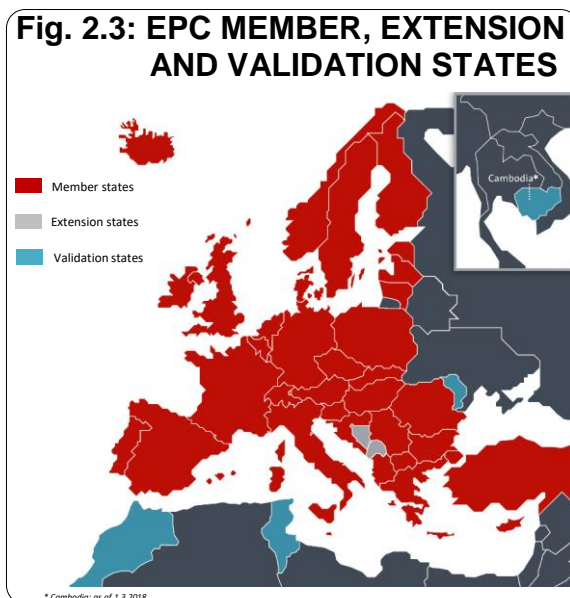 Fig. 2.3: EPC MEMBER, EXTENSION
AND VALIDATION STATES
Cambodia*
Member states
Extension states
Validation states
* Cambodia: as of 1.3.2018